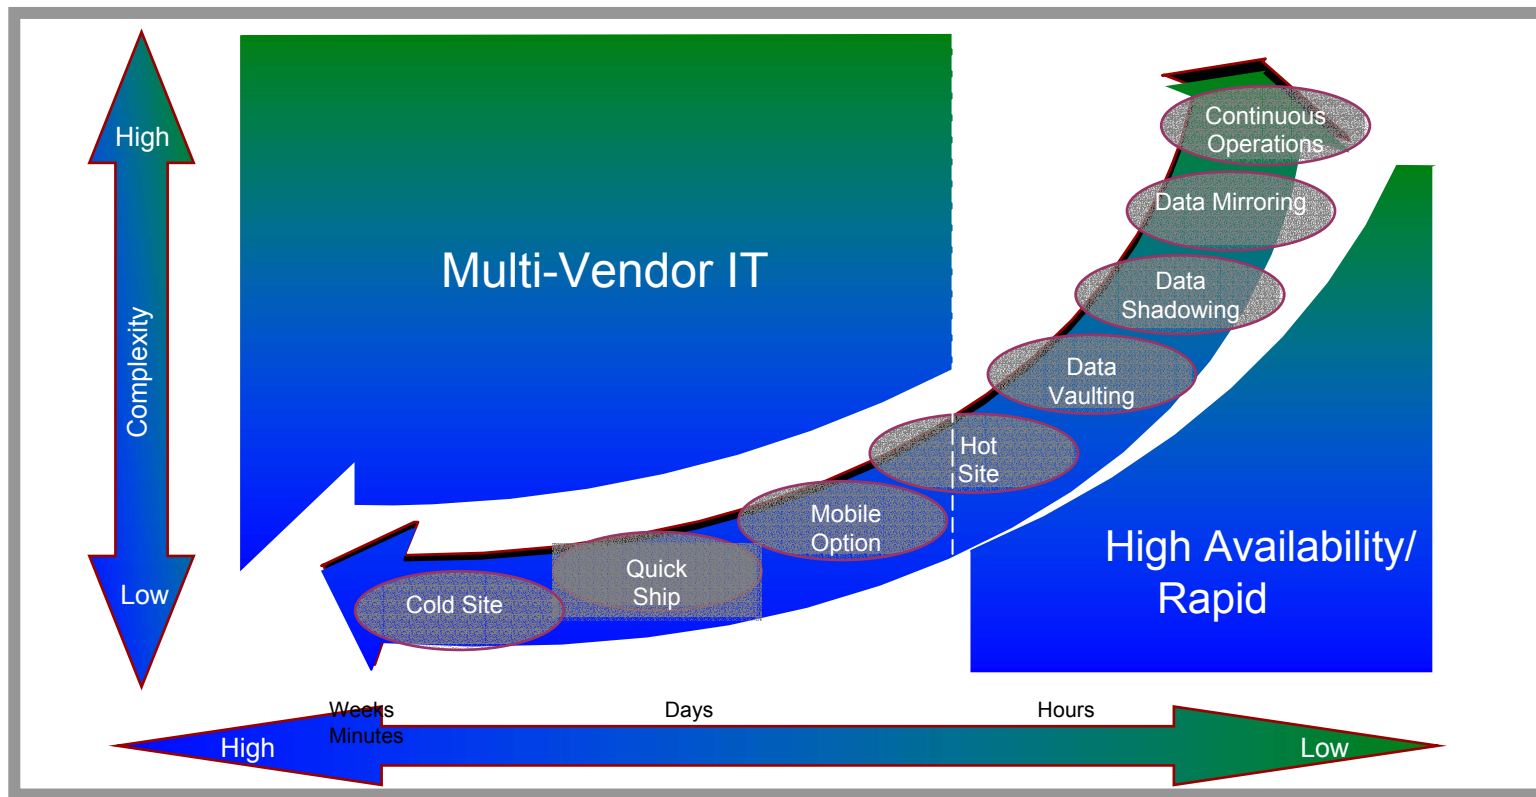 High
Complexity
Low
Multi-Vendor IT
Continuous
Operations
Data Mirroring
Data
Shadowing
Data
Vaulting
Hot
Site
Mobile
Option
Quick
Ship
Cold Site
High Availability/
Rapid
Weeks
Minutes
Days
Hours
High
Low